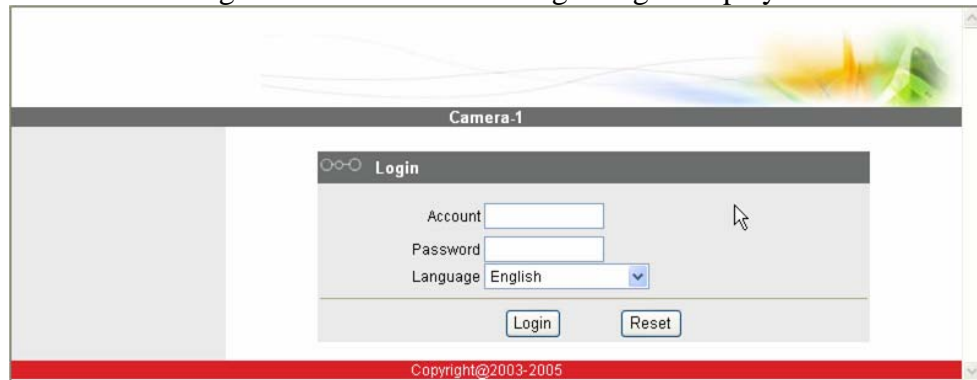 Camera-1
Login
Account
Password
Language English
Login Reset
Copyright@2003-2005